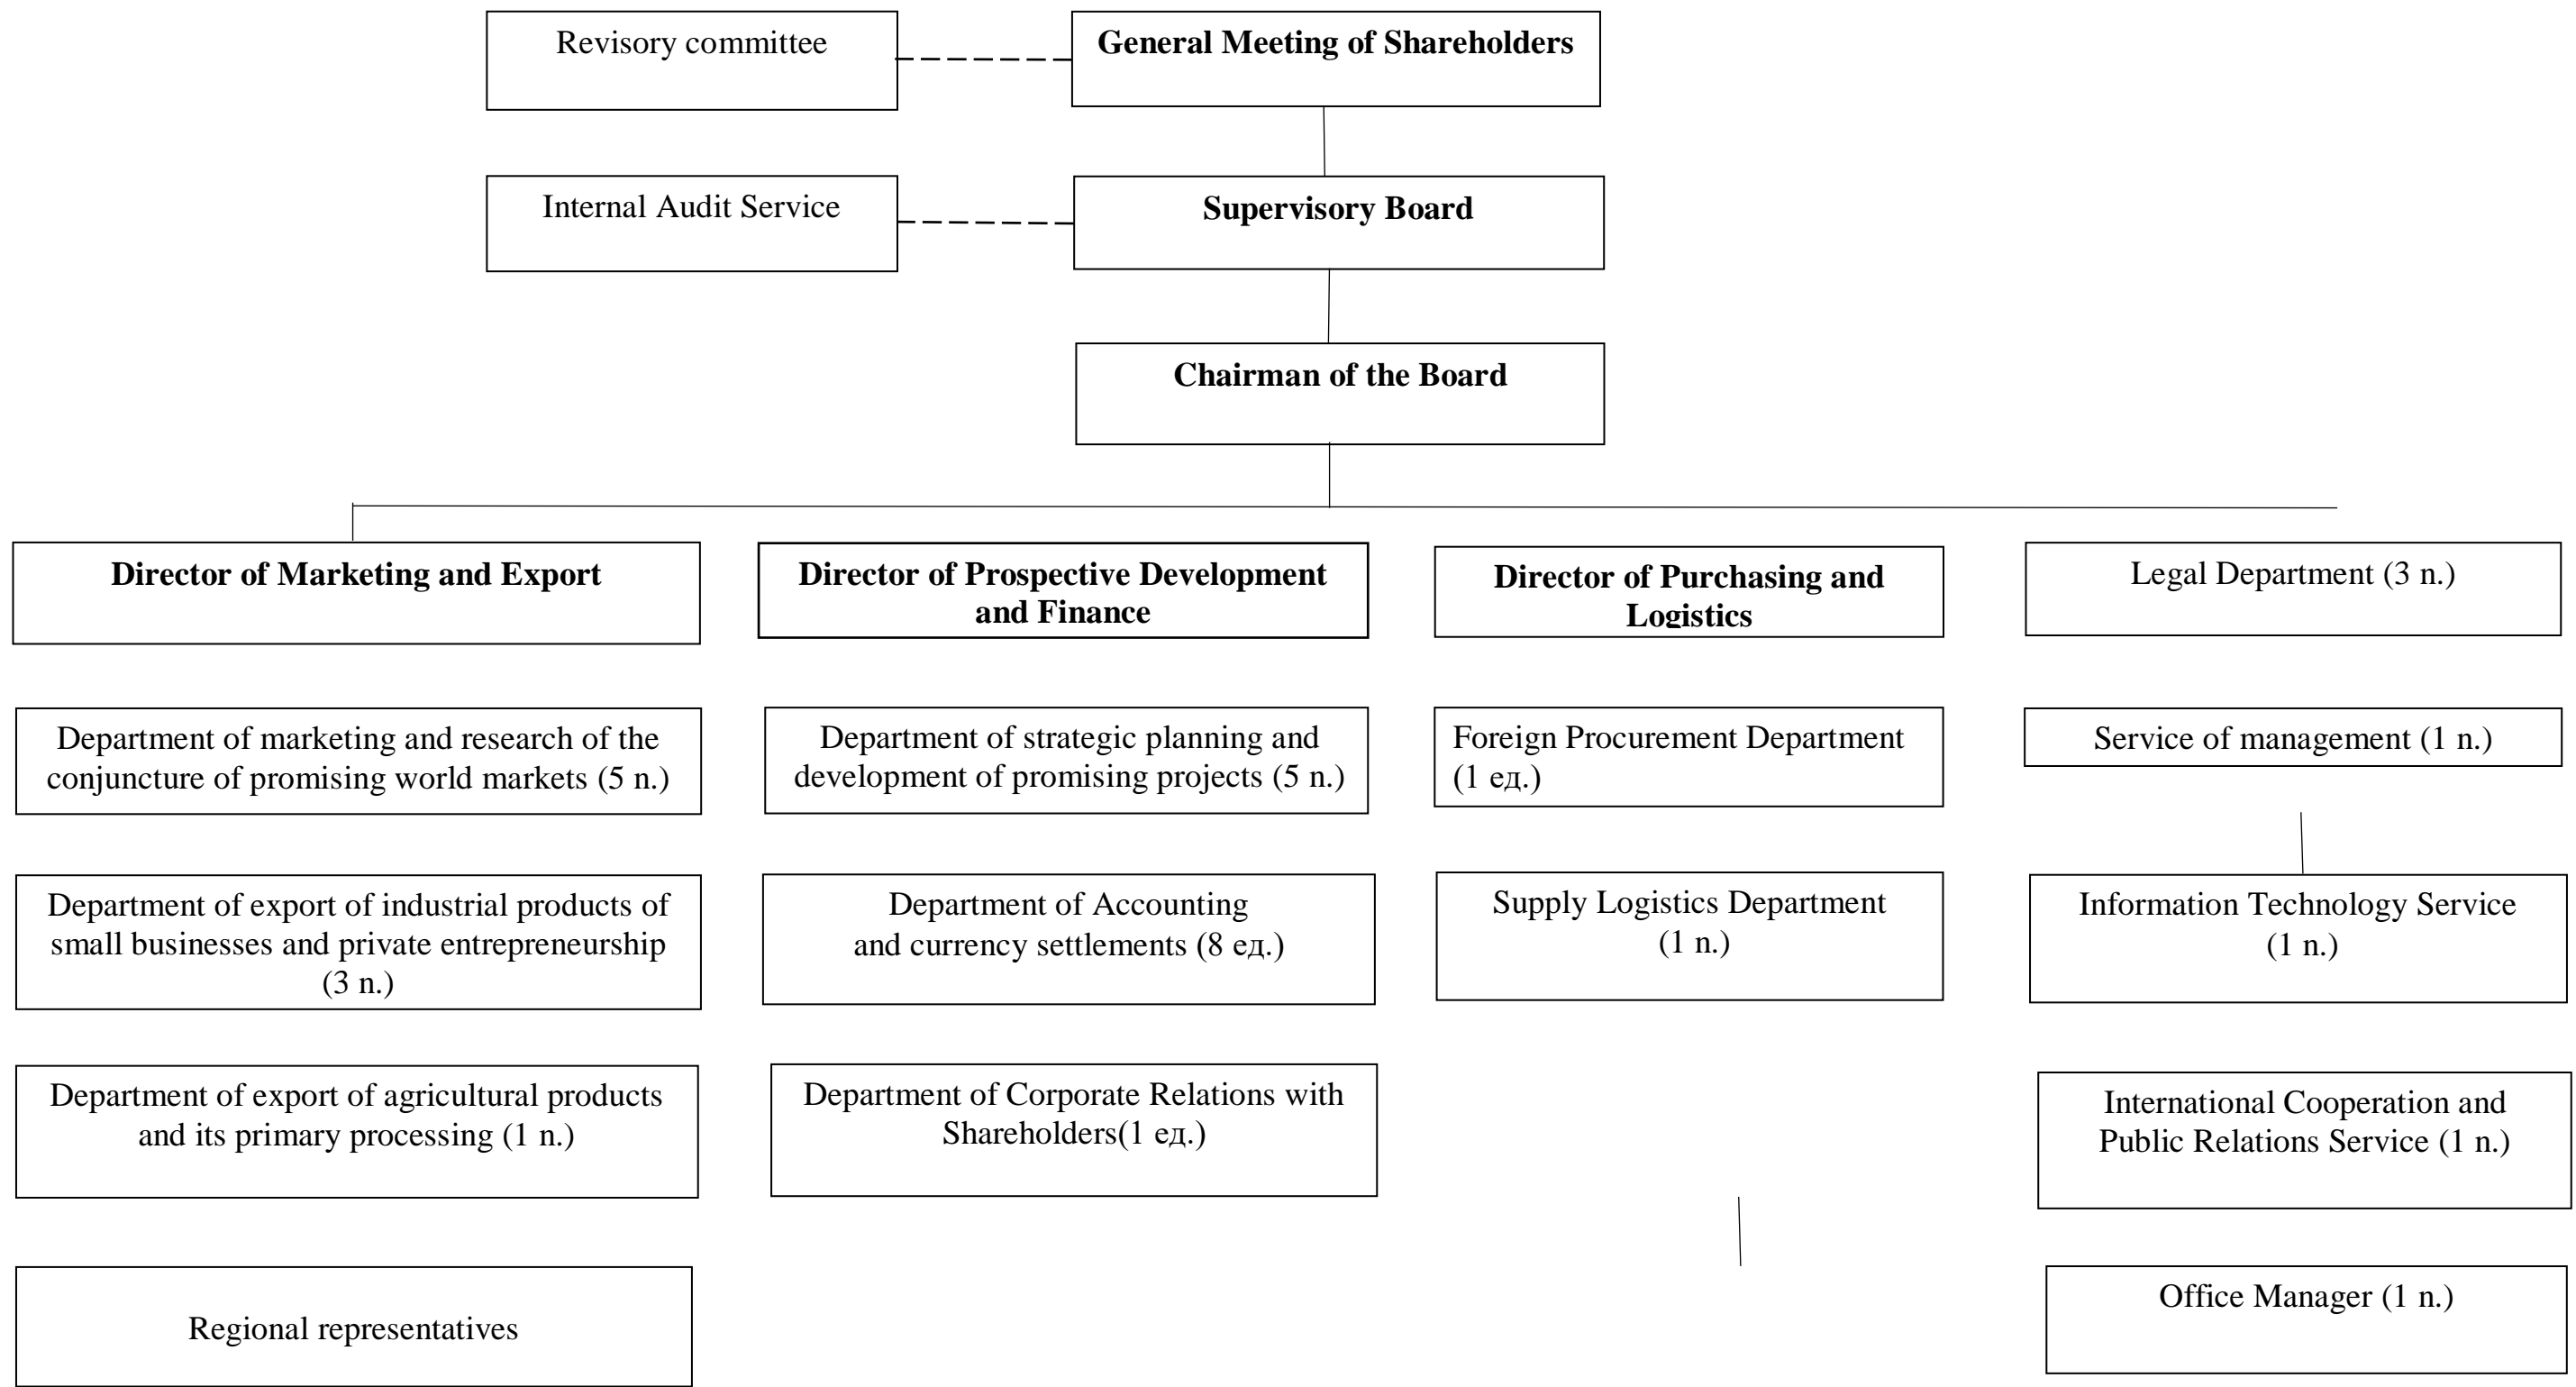 Revisory committee
General Meeting of Shareholders
Internal Audit Service
Supervisory Board
Chairman of the Board
Director of Marketing and Export
Director of Prospective Development
and Finance
Director of Purchasing and
Logistics
Legal Department (3 n.)
Department of marketing and research of the
conjuncture of promising world markets (5 n.)
Department of strategic planning and
development of promising projects (5 n.)
Foreign Procurement Department
(1 ед.)
Service of management (1 n.)
Department of export of industrial products of
small businesses and private entrepreneurship
(3 n.)
Department of Accounting
and currency settlements (8 ед.)
Supply Logistics Department
(1 n.)
Information Technology Service
(1 n.)
Department of export of agricultural products
and its primary processing (1 n.)
Department of Corporate Relations with
Shareholders(1 ед.)
International Cooperation and
Public Relations Service (1 n.)
Regional representatives
Office Manager (1 n.)